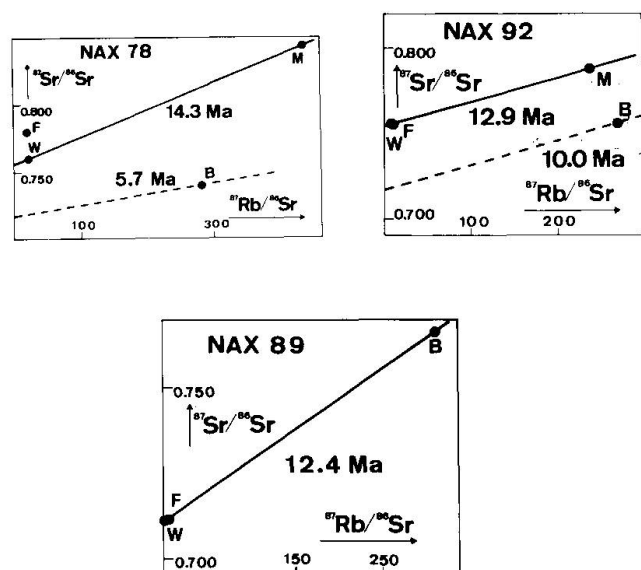 NAX 78
⁸⁷Sr/⁸⁶Sr
M
0.800
F
14.3 Ma
W
0.750
5.7 Ma
B
⁸⁷Rb/⁸⁶Sr
100
300
NAX 92
0.800
⁸⁷Sr/⁸⁶Sr
M
B
W F
12.9 Ma
10.0 Ma
⁸⁷Rb/⁸⁶Sr
0.700
100
200
NAX 89
B
0.750
⁸⁷Sr/⁸⁶Sr
12.4 Ma
F
⁸⁷Rb/⁸⁶Sr
W
0.700
150
250